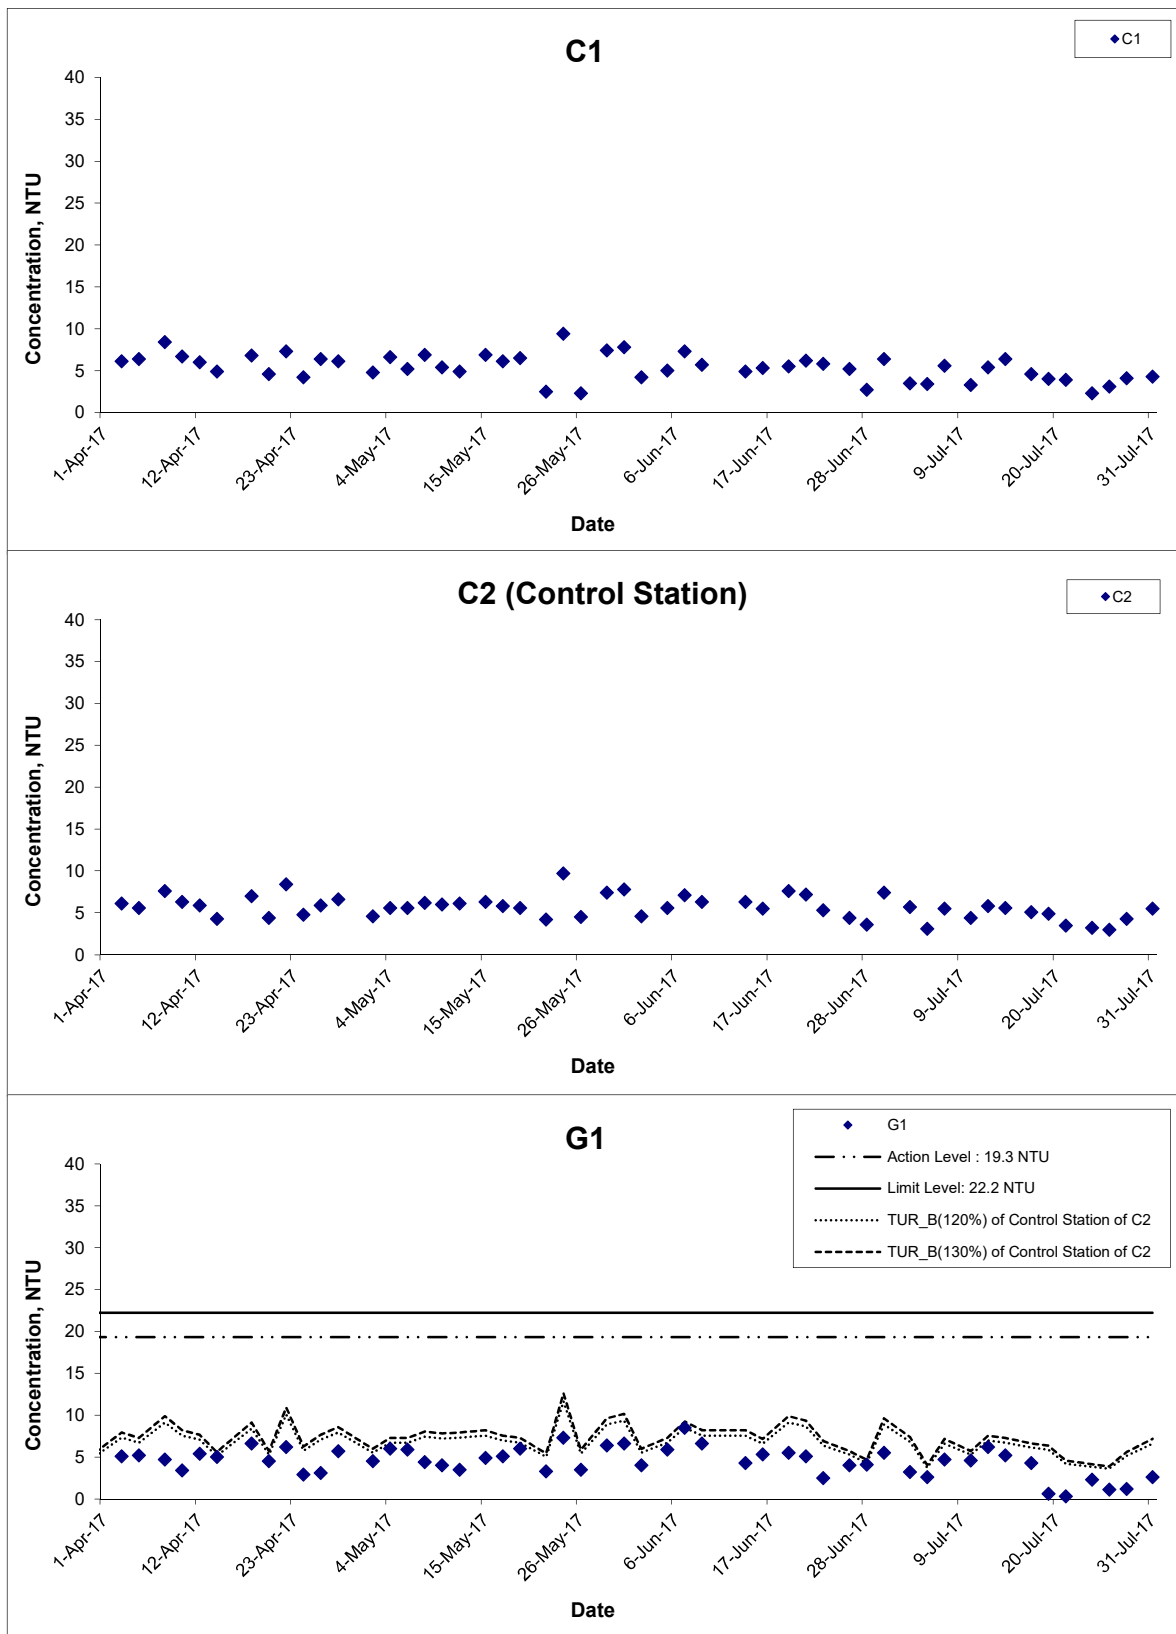 C1
C1
40
35
30
25
20
15
10
5
0
Concentration, NTU
1-Apr-17
12-Apr-17
23-Apr-17
4-May-17
15-May-17
26-May-17
6-Jun-17
17-Jun-17
28-Jun-17
9-Jul-17
20-Jul-17
31-Jul-17
Date
C2 (Control Station)
C2
40
35
30
25
20
15
10
5
0
Concentration, NTU
1-Apr-17
12-Apr-17
23-Apr-17
4-May-17
15-May-17
26-May-17
6-Jun-17
17-Jun-17
28-Jun-17
9-Jul-17
20-Jul-17
31-Jul-17
Date
G1
G1
Action Level : 19.3 NTU
Limit Level: 22.2 NTU
TUR_B(120%) of Control Station of C2
TUR_B(130%) of Control Station of C2
40
35
30
25
20
15
10
5
0
Concentration, NTU
1-Apr-17
12-Apr-17
23-Apr-17
4-May-17
15-May-17
26-May-17
6-Jun-17
17-Jun-17
28-Jun-17
9-Jul-17
20-Jul-17
31-Jul-17
Date